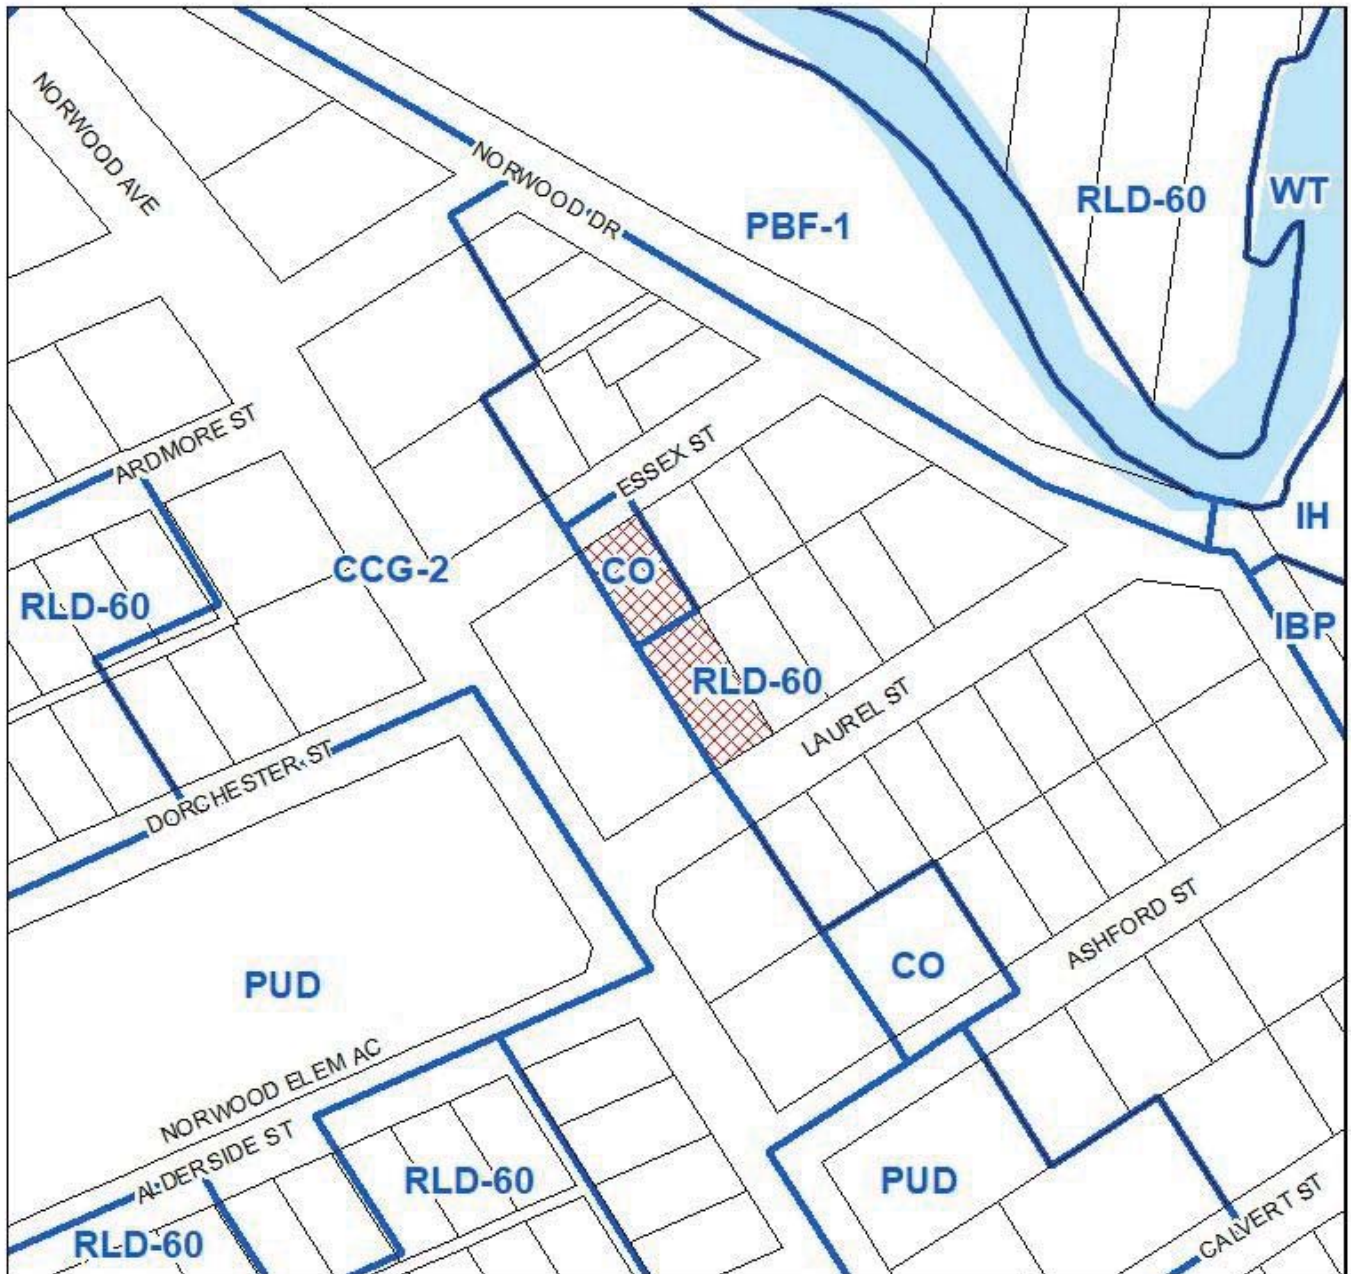 NORWOOD AVE
NORWOOD DR
PBF-1
RLD-60
WT
ARDMORE ST
ESSEX ST
IH
CCG-2
CO
RLD-60
IBP
RLD-60
LAUREL ST
DORCHESTER ST
ASHFORD ST
CO
PUD
NORWOOD ELEM AC
ALDERSIDE ST
RLD-60
PUD
CALVERT ST
RLD-60